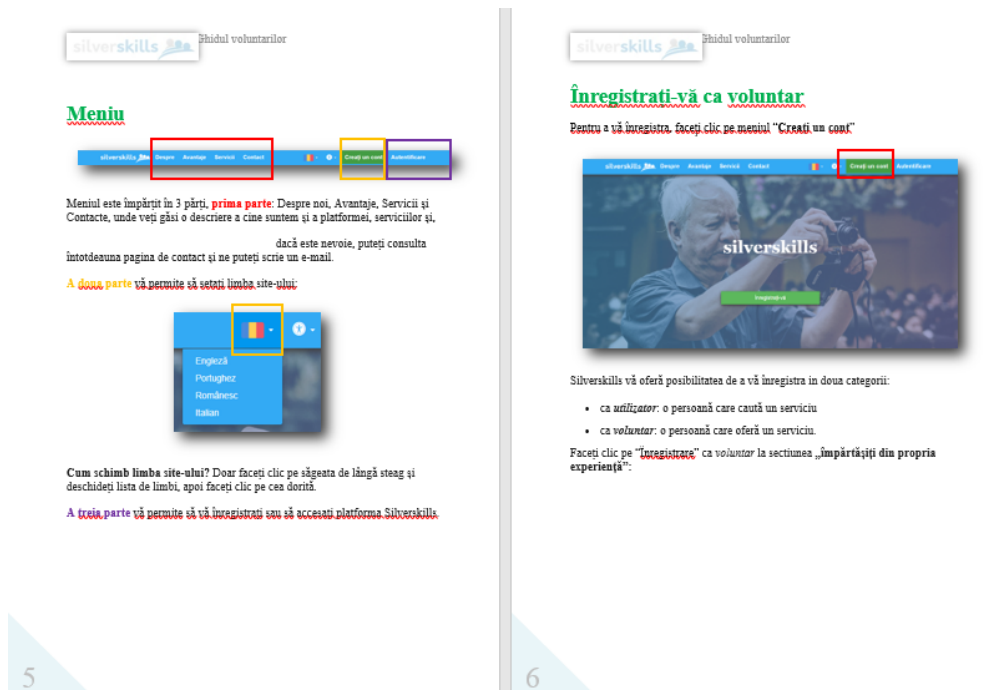 silverskills
Ghidul voluntarilor
Meniu
silverskills Despre Avantaje Servicii Contact Creați un cont Autentificare
Meniul este împărțit în 3 părți, prima parte: Despre noi, Avantaje, Servicii și
Contacte, unde veți găsi o descriere a cine suntem și a platformei, serviciilor și,
dacă este nevoie, puteți consulta
întotdeauna pagina de contact și ne puteți scrie un e-mail.
A doua parte vă permite să setați limba site-ului:
Engleză
Portughez
Românesc
Italian
Cum schimb limba site-ului? Doar faceți clic pe săgeata de lângă steag și
deschideți lista de limbi, apoi faceți clic pe cea dorită.
A treia parte vă permite să vă înregistrați sau să accesați platforma Silverskills.
5
silverskills
Ghidul voluntarilor
Înregistrați-vă ca voluntar
Pentru a vă înregistra, faceți clic pe meniul “Creați un cont”
silverskills Despre Avantaje Servicii Contact Creați un cont Autentificare
silverskills
Înregistrați-vă
Silverskills vă oferă posibilitatea de a vă înregistra in doua categorii:
• ca utilizator: o persoană care caută un serviciu
• ca voluntar: o persoană care oferă un serviciu.
Faceți clic pe “Înregistrare” ca voluntar la sectiunea „împărtășiți din propria
experiență”:
6